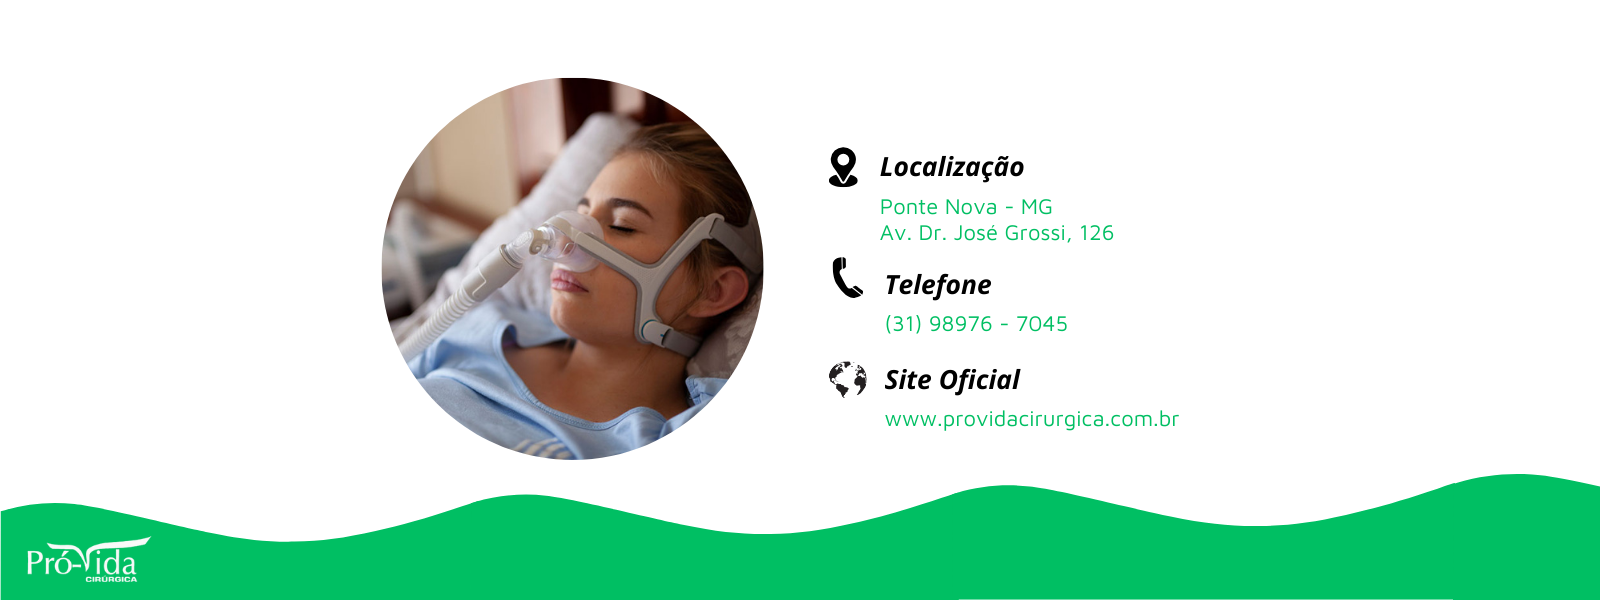 Localização
Ponte Nova - MG
Av. Dr. José Grossi, 126
Telefone
(31) 98976 - 7045
Site Oficial
www.providacirurgica.com.br
Pró-Vida
CIRÚRGICA